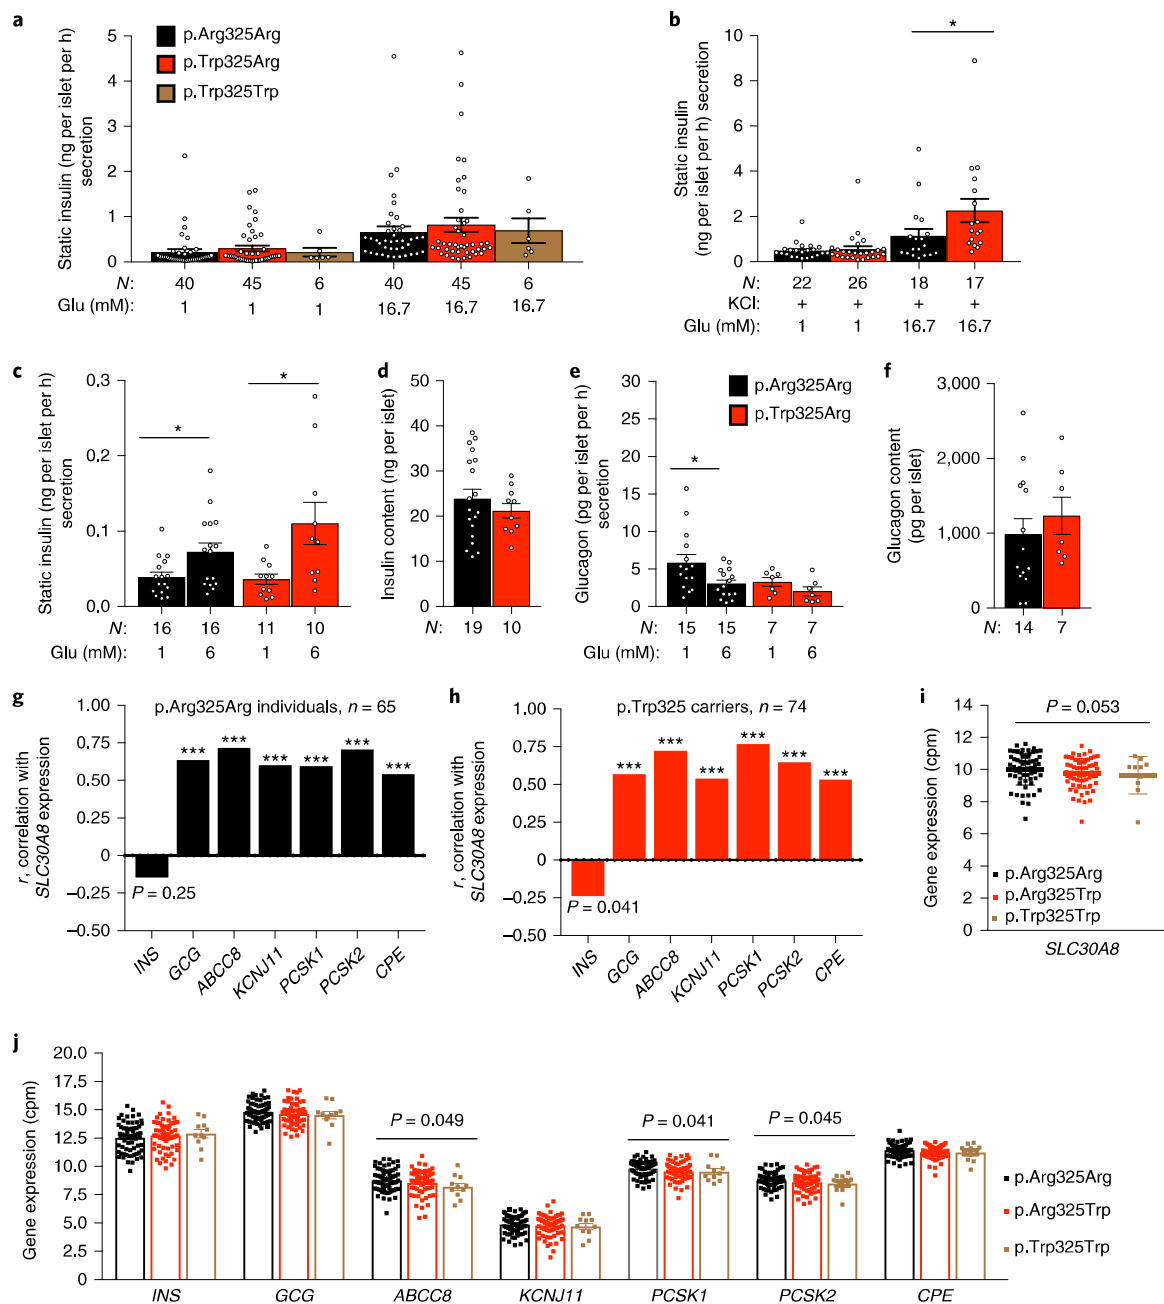 a
Static insulin (ng per islet per h)
secretion
6
5
4
3
2
1
0
p.Arg325Arg
p.Trp325Arg
p.Trp325Trp
N: 40 45 6 40 45 6
Glu (mM): 1 1 1 16.7 16.7 16.7
b
Static insulin
(ng per islet per h) secretion
10
8
6
4
2
0
*
N: 22 26 18 17
KCl: + + + +
Glu (mM): 1 1 16.7 16.7
c
Static insulin (ng per islet per h)
secretion
0.3
0.2
0.1
0.0
* *
N: 16 16 11 10
Glu (mM): 1 6 1 6
d
Insulin content (ng per islet)
50
40
30
20
10
0
N: 19 10
e
Glucagon (pg per islet per h)
secretion
30
25
20
15
10
5
0
p.Arg325Arg
p.Trp325Arg
*
N: 15 15 7 7
Glu (mM): 1 6 1 6
f
Glucagon content
(pg per islet)
3,000
2,000
1,000
0
N: 14 7
g
r, correlation with
SLC30A8 expression
1.00
0.75
0.50
0.25
0
−0.25
−0.50
p.Arg325Arg individuals, n = 65
*** *** *** *** *** ***
P = 0.25
INS GCG ABCC8 KCNJ11 PCSK1 PCSK2 CPE
h
r, correlation with
SLC30A8 expression
1.00
0.75
0.50
0.25
0
−0.25
−0.50
p.Trp325 carriers, n = 74
*** *** *** *** *** ***
P = 0.041
INS GCG ABCC8 KCNJ11 PCSK1 PCSK2 CPE
i
Gene expression (cpm)
14
12
10
8
6
4
2
0
P = 0.053
p.Arg325Arg
p.Arg325Trp
p.Trp325Trp
SLC30A8
j
Gene expression (cpm)
20.0
17.5
15.0
12.5
10.0
7.5
5.0
2.5
0
P = 0.049
P = 0.041
P = 0.045
p.Arg325Arg
p.Arg325Trp
p.Trp325Trp
INS GCG ABCC8 KCNJ11 PCSK1 PCSK2 CPE